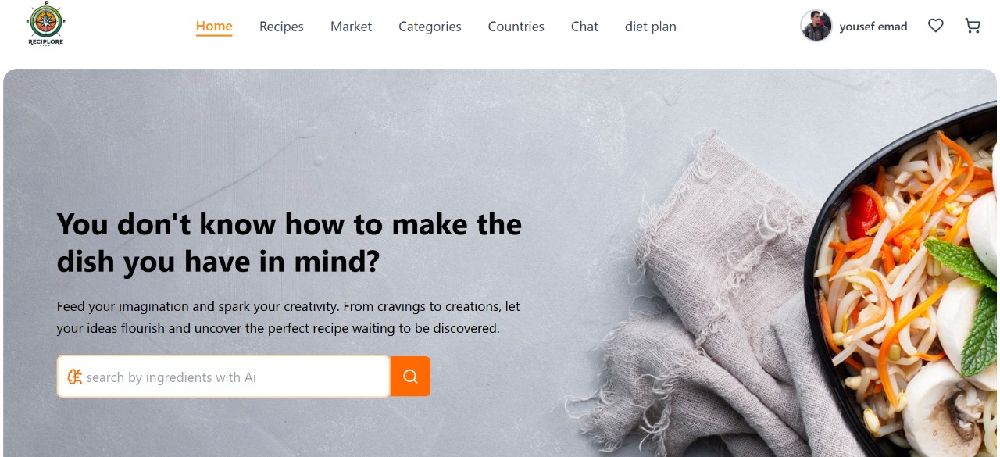 P
R E
RECIPLORE
Home Recipes Market Categories Countries Chat diet plan yousef emad
You don't know how to make the
dish you have in mind?
Feed your imagination and spark your creativity. From cravings to creations, let
your ideas flourish and uncover the perfect recipe waiting to be discovered.
search by ingredients with Ai